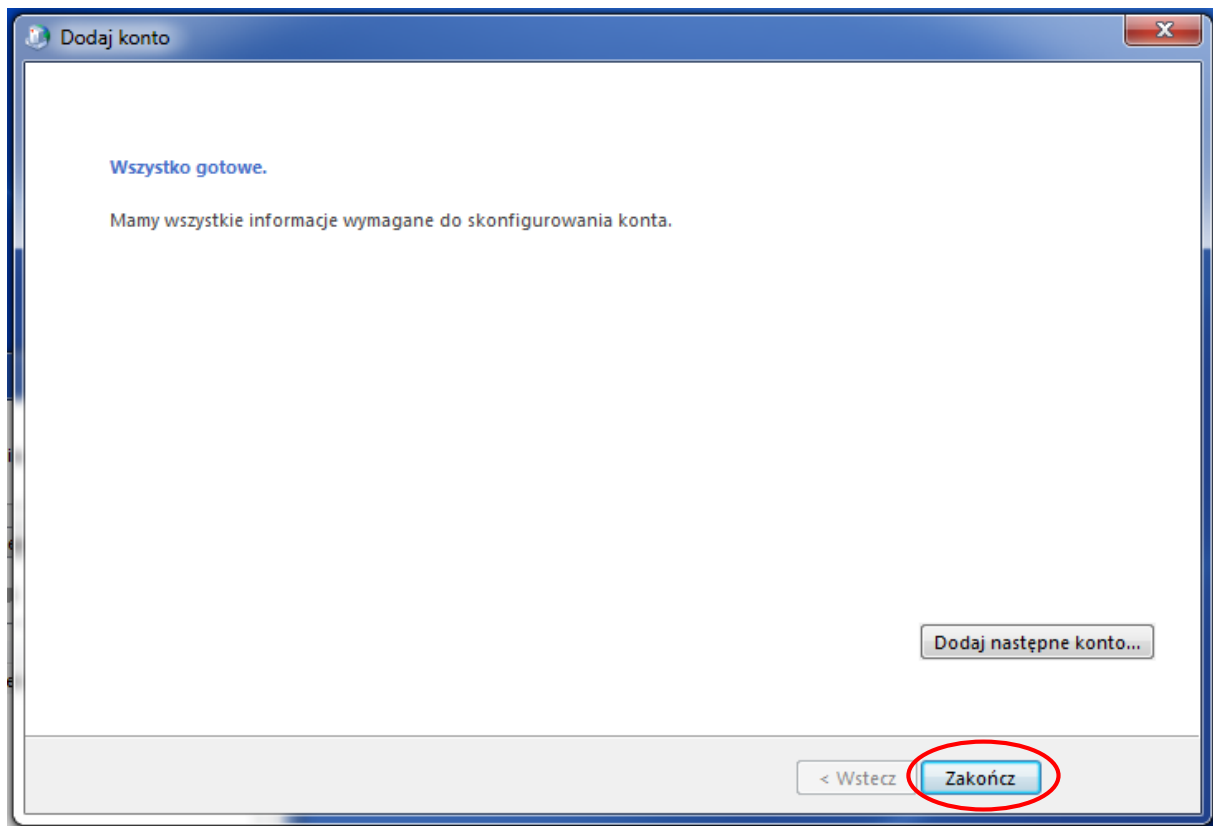 Dodaj konto
Wszystko gotowe.
Mamy wszystkie informacje wymagane do skonfigurowania konta.
Dodaj następne konto...
< Wstecz
Zakończ